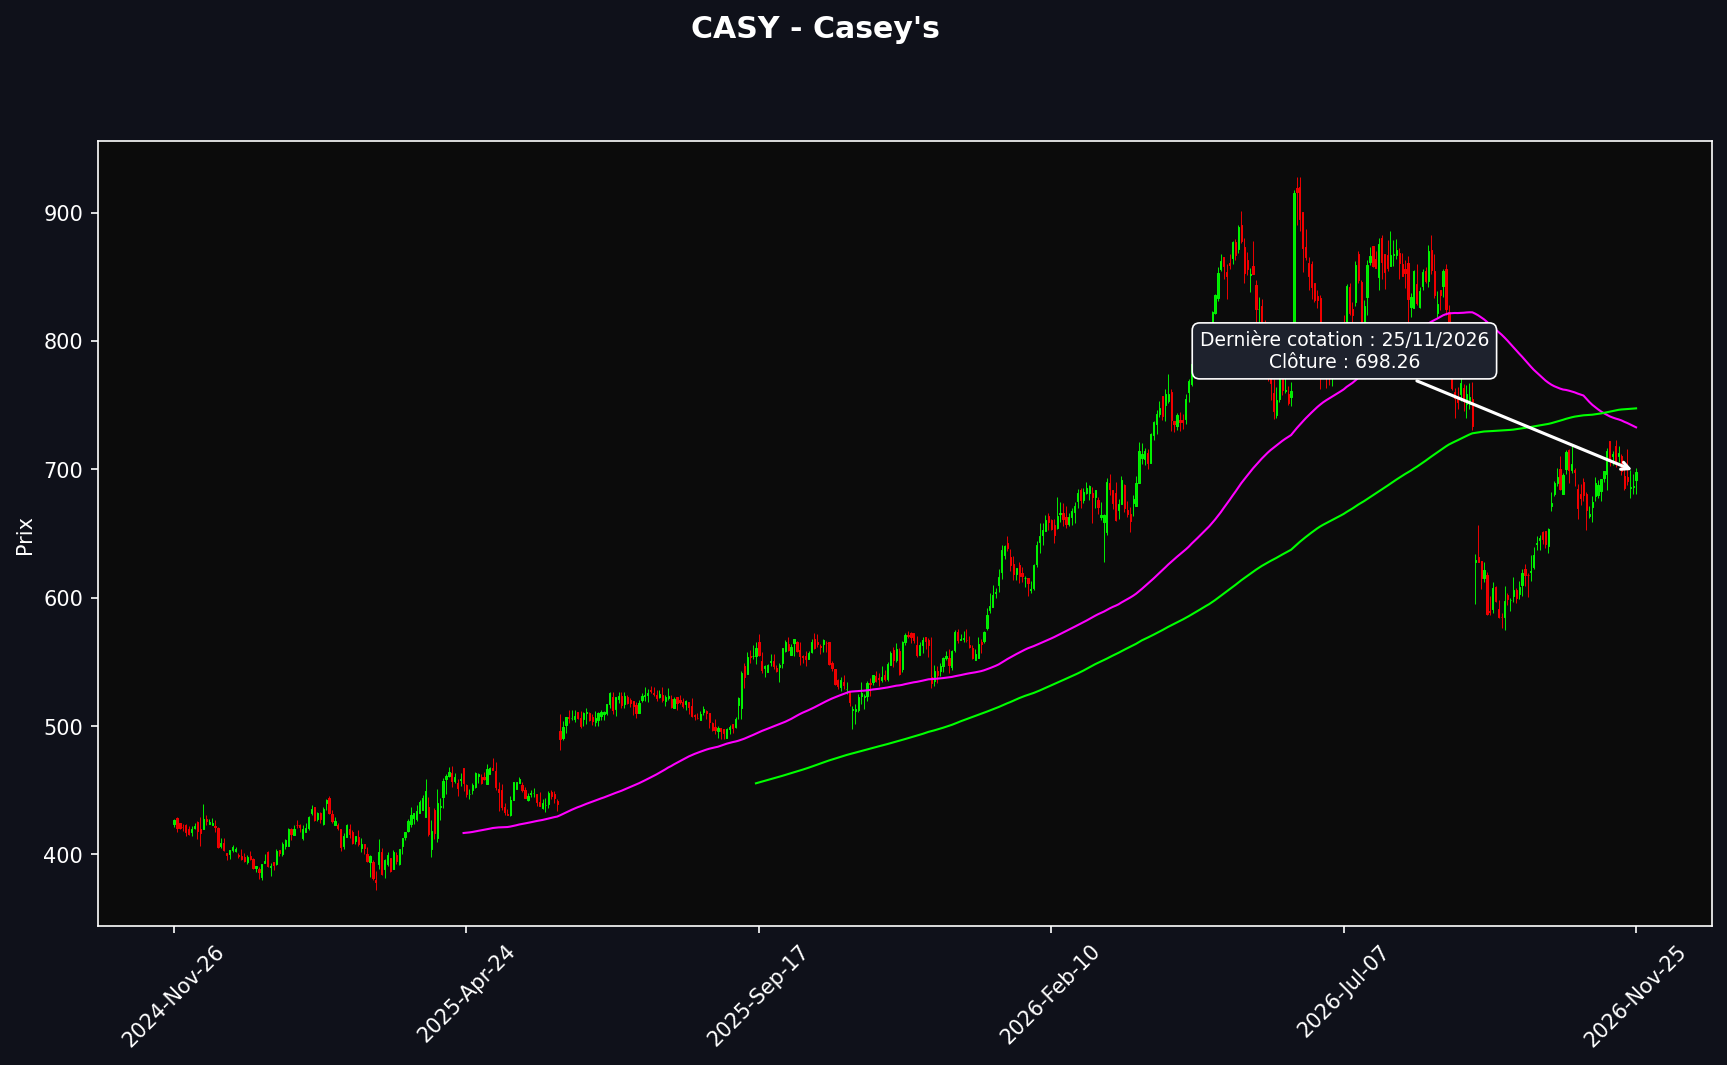 CASY - Casey's
Prix
900
800
700
600
500
400
Dernière cotation : 25/11/2026
Clôture : 698.26
2024-Nov-26
2025-Apr-24
2025-Sep-17
2026-Feb-10
2026-Jul-07
2026-Nov-25